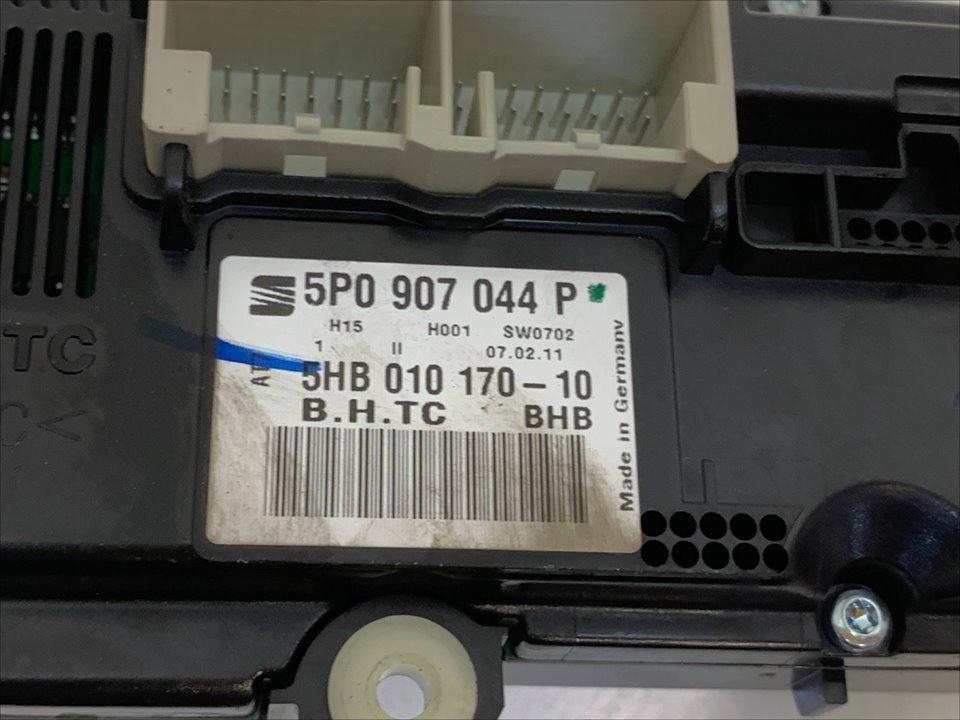 5P0 907 044 P
H15 H001 SW0702
1 II 07.02.11
5HB 010 170-10
B.H.TC BHB
Made in Germany
TC